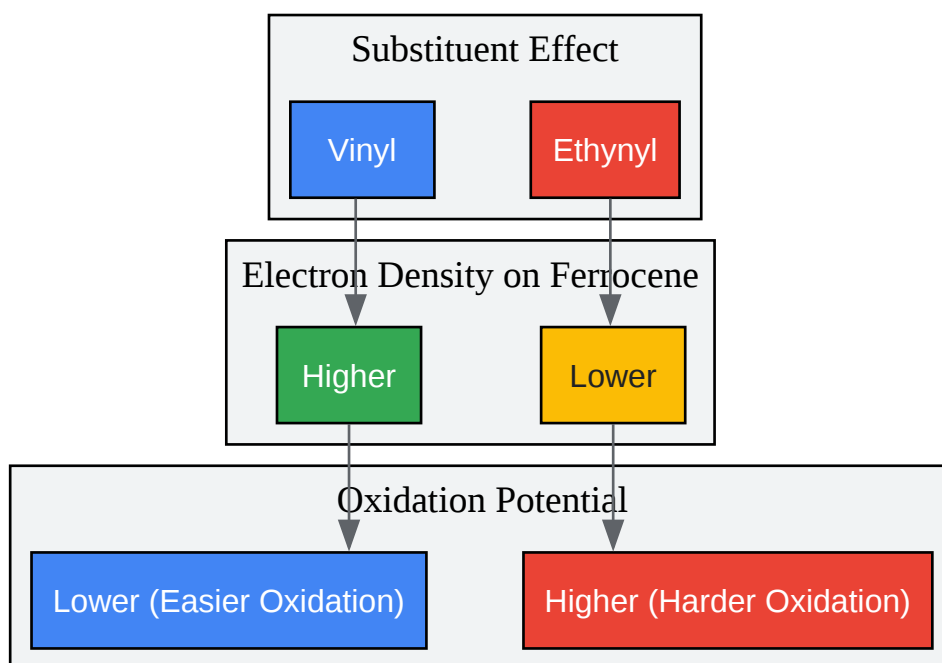 Substituent Effect
Vinyl
Ethynyl
Electron Density on Ferrocene
Higher
Lower
Oxidation Potential
Lower (Easier Oxidation)
Higher (Harder Oxidation)